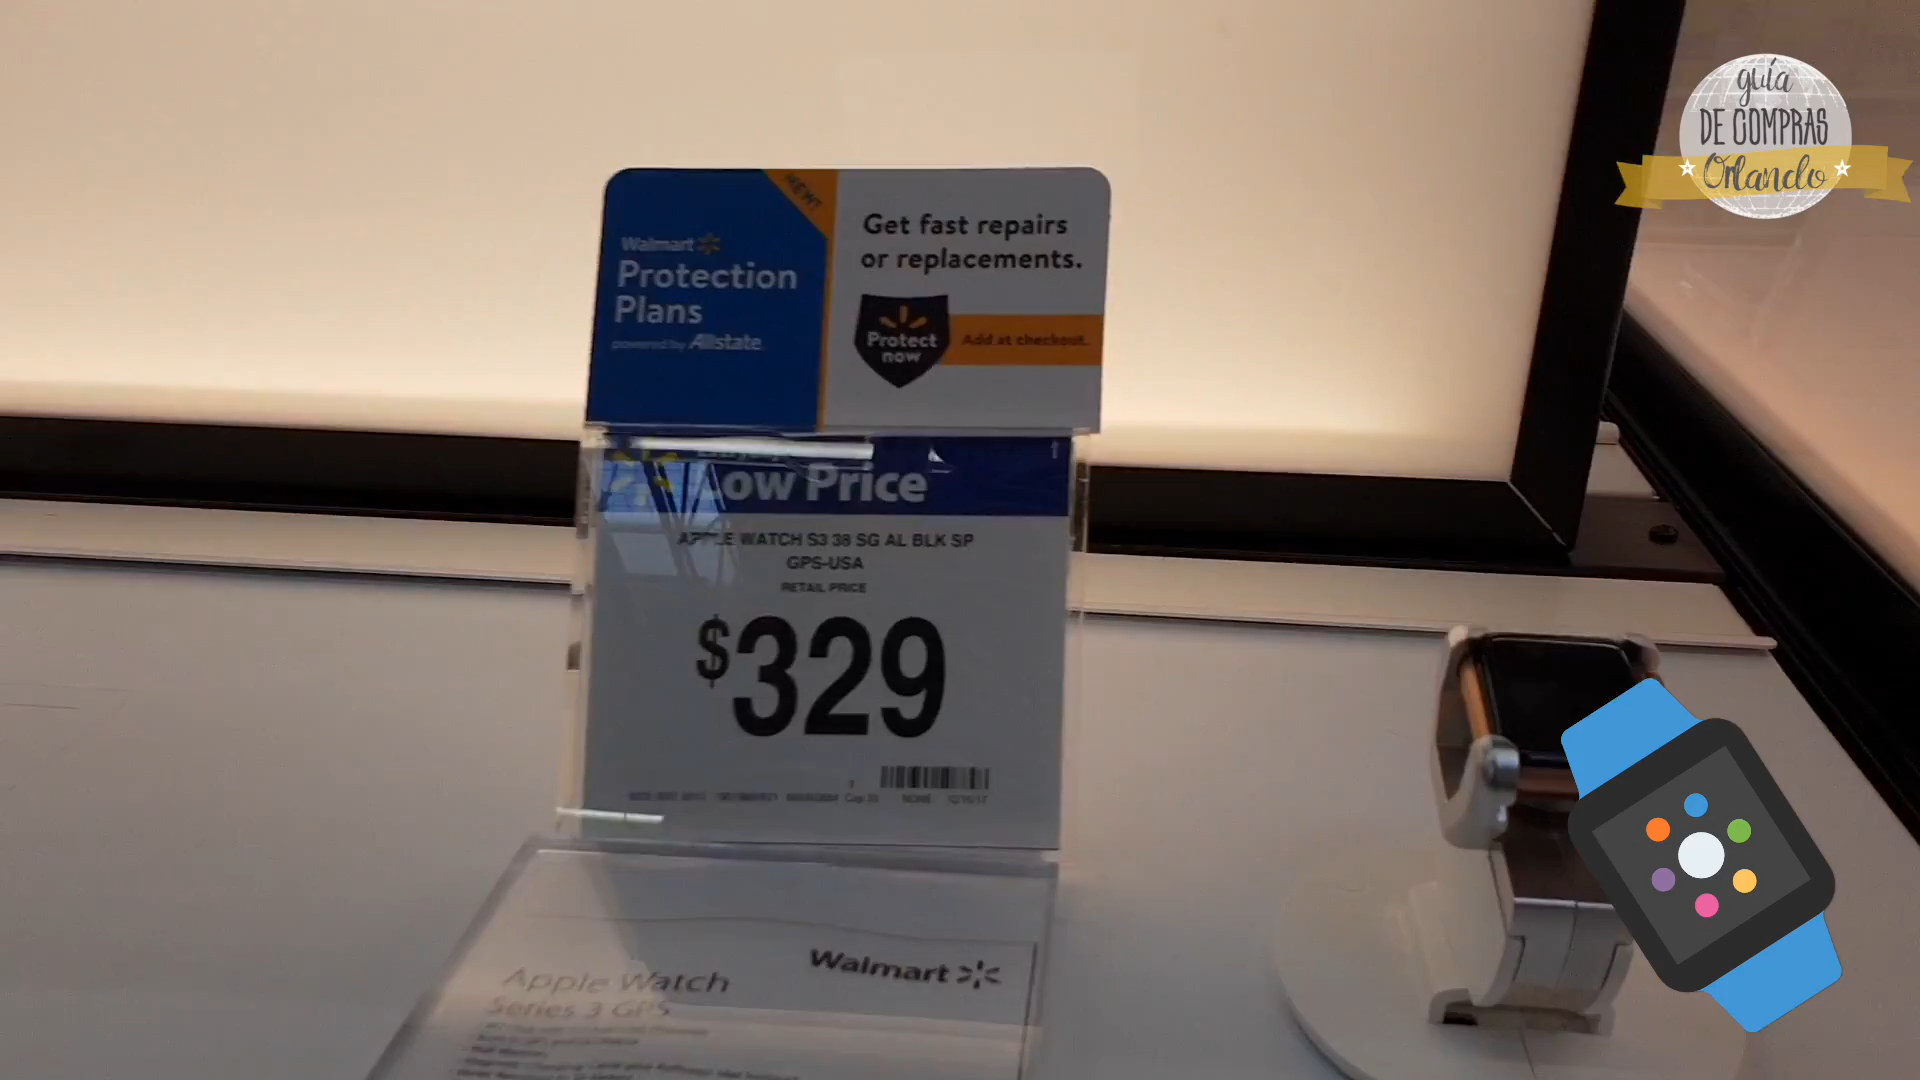 guía
DE COMPRAS
Orlando
NEW!
Walmart
Protection
Plans
powered by Allstate
Get fast repairs
or replacements.
Protect
now
Add at checkout.
Low Price
APPLE WATCH S3 38 SG AL BLK SP
GPS-USA
RETAIL PRICE
$329
Walmart
Apple Watch
Series 3 GPS